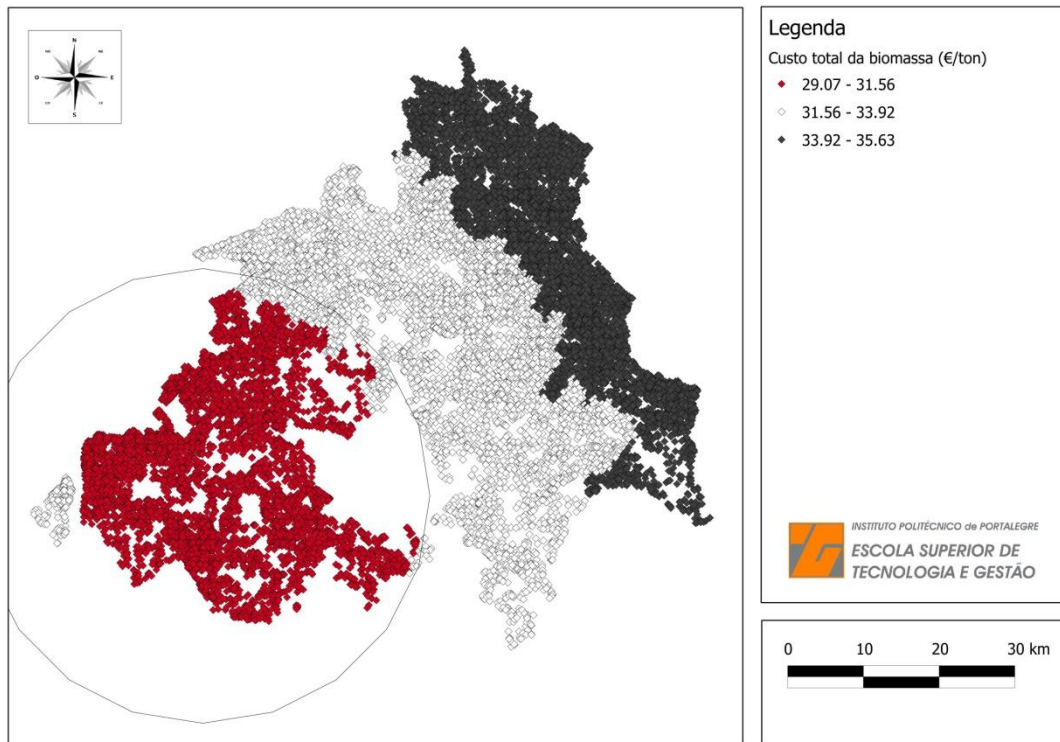 N
O
E
S
Legenda
Custo total da biomassa (€/ton)
29.07 - 31.56
31.56 - 33.92
33.92 - 35.63
INSTITUTO POLITÉCNICO de PORTALEGRE
ESCOLA SUPERIOR DE
TECNOLOGIA E GESTÃO
0 10 20 30 km